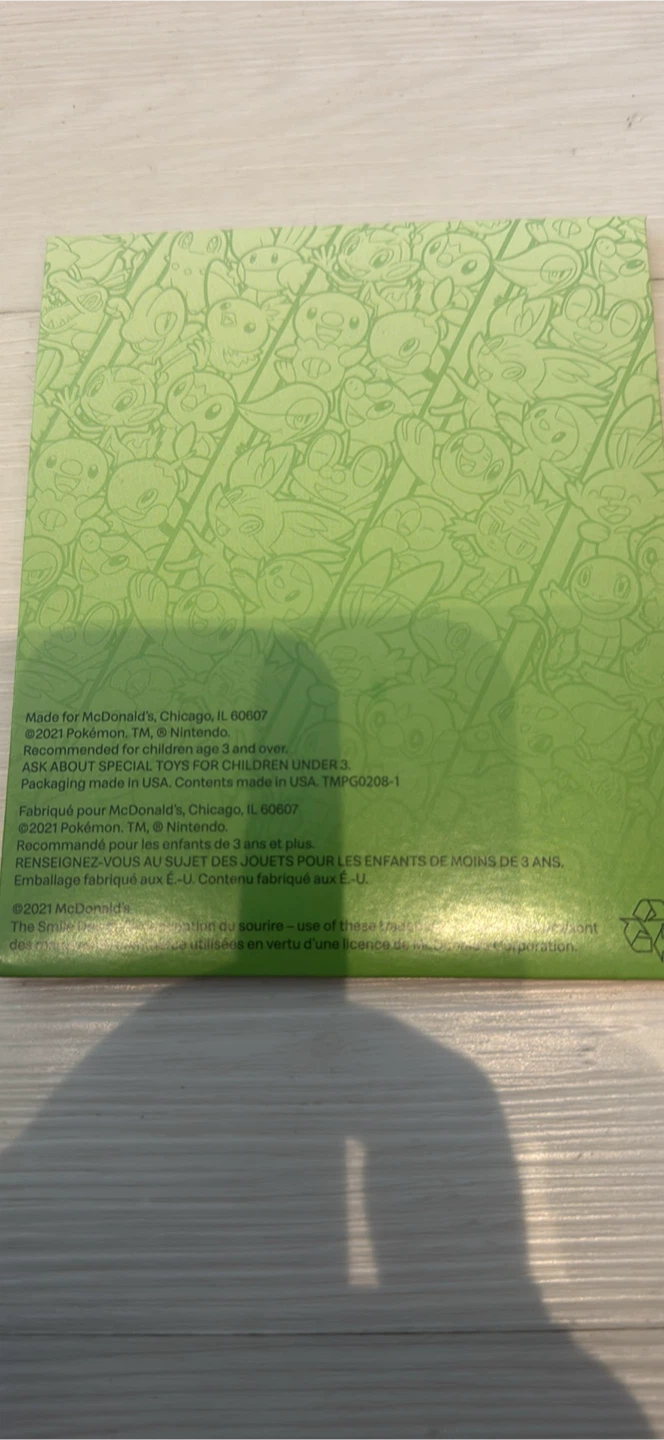 Made for McDonald's, Chicago, IL 60607
©2021 Pokémon. TM, ® Nintendo.
Recommended for children age 3 and over.
ASK ABOUT SPECIAL TOYS FOR CHILDREN UNDER 3.
Packaging made in USA. Contents made in USA. TMPG0208-1
Fabriqué pour McDonald's, Chicago, IL 60607
©2021 Pokémon. TM, ® Nintendo.
Recommandé pour les enfants de 3 ans et plus.
RENSEIGNEZ-VOUS AU SUJET DES JOUETS POUR LES ENFANTS DE MOINS DE 3 ANS.
Emballage fabriqué aux É.-U. Contenu fabriqué aux É.-U.
©2021 McDonald's
The Smile du sourire – use of these
des utilisées en vertu d'une licence de Corporation.